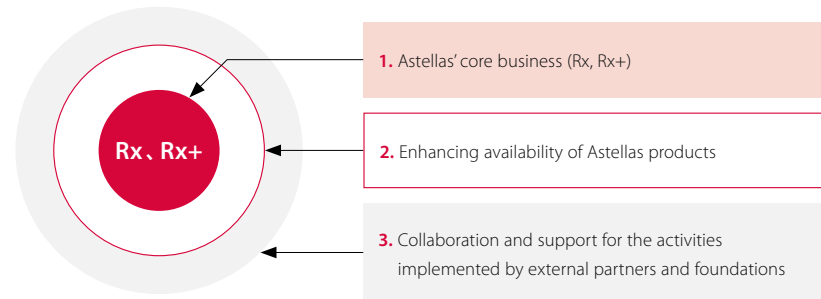 Rx、Rx+
1. Astellas’ core business (Rx, Rx+)
2. Enhancing availability of Astellas products
3. Collaboration and support for the activities
implemented by external partners and foundations